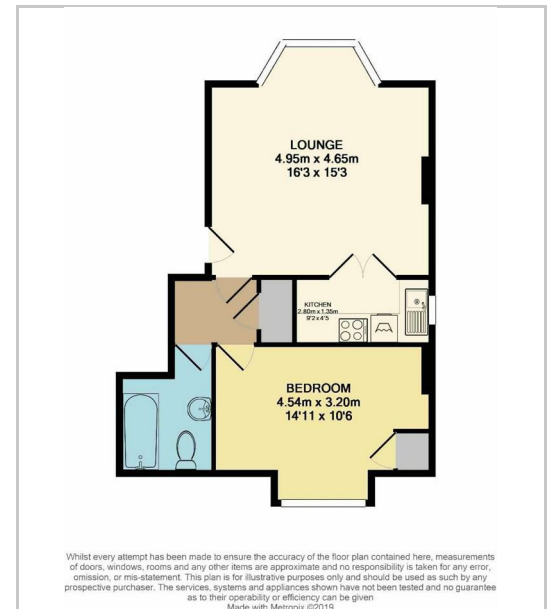 LOUNGE
4.95m x 4.65m
16'3 x 15'3
KITCHEN
2.80m x 1.35m
9'2 x 4'5
BEDROOM
4.54m x 3.20m
14'11 x 10'6
Whilst every attempt has been made to ensure the accuracy of the floor plan contained here, measurements
of doors, windows, rooms and any other items are approximate and no responsibility is taken for any error,
omission, or mis-statement. This plan is for illustrative purposes only and should be used as such by any
prospective purchaser. The services, systems and appliances shown have not been tested and no guarantee
as to their operability or efficiency can be given
Made with Metropix ©2019